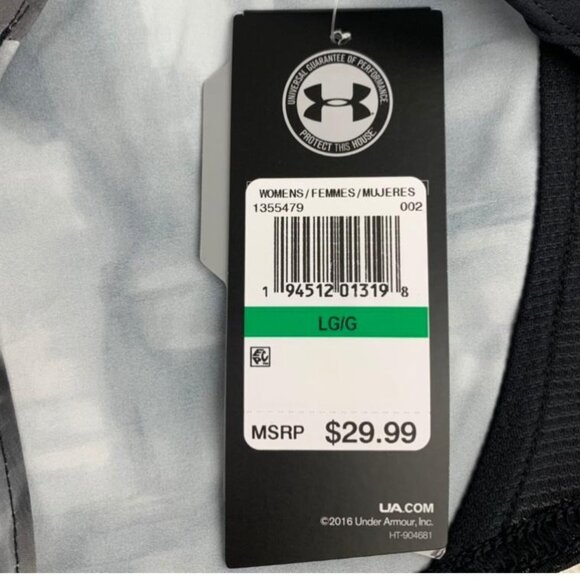 UNIVERSAL GUARANTEE OF PERFORMANCE
PROTECT THIS HOUSE
WOMENS/FEMMES/MUJERES
1355479 002
1 94512 01319 8
LG/G
MSRP $29.99
UA.COM
©2016 Under Armour, Inc.
HT-904681